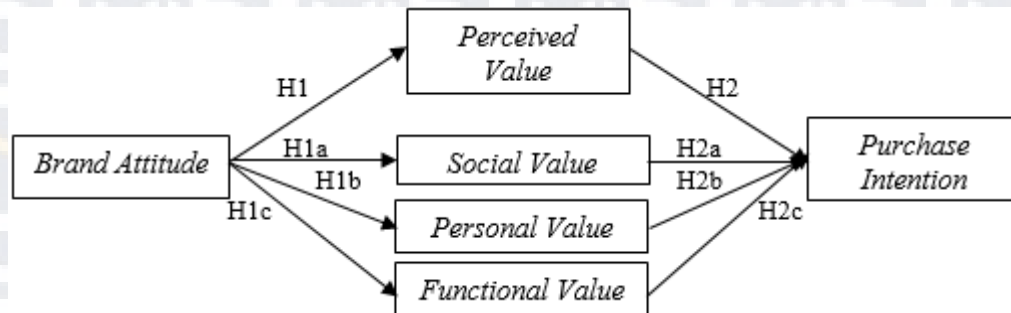 Perceived
Value
H1
H2
Brand Attitude
H1a
Social Value
H2a
Purchase
Intention
H1b
H2b
H1c
Personal Value
H2c
Functional Value